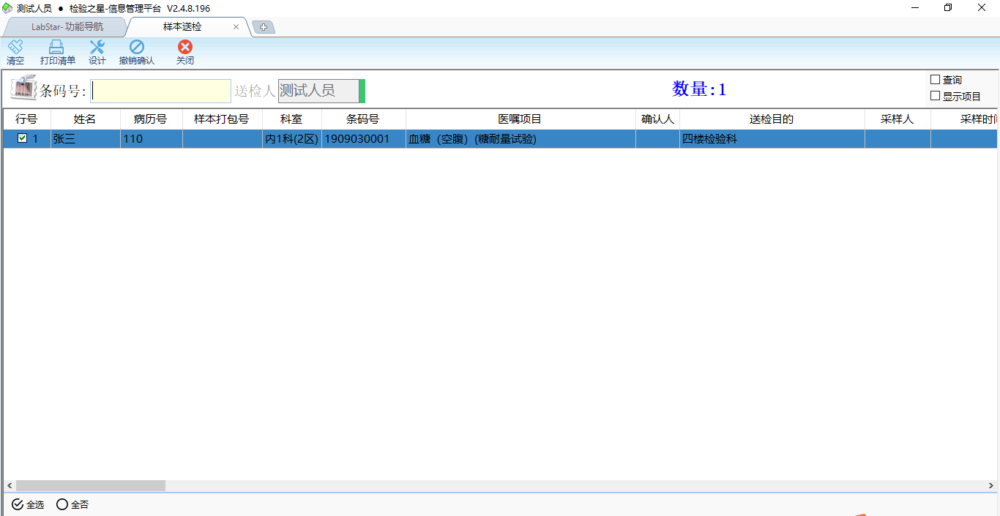 测试人员 ● 检验之星-信息管理平台 V2.4.8.196
LabStar- 功能导航 样本送检
清空 打印清单 设计 撤销确认 关闭
条码号: 送检人 测试人员 数量:1 查询
显示项目
行号 姓名 病历号 样本打包号 科室 条码号 医嘱项目 确认人 送检目的 采样人 采样时间
1 张三 110 内1科(2区) 1909030001 血糖（空腹）(糖耐量试验) 四楼检验科
全选 全否